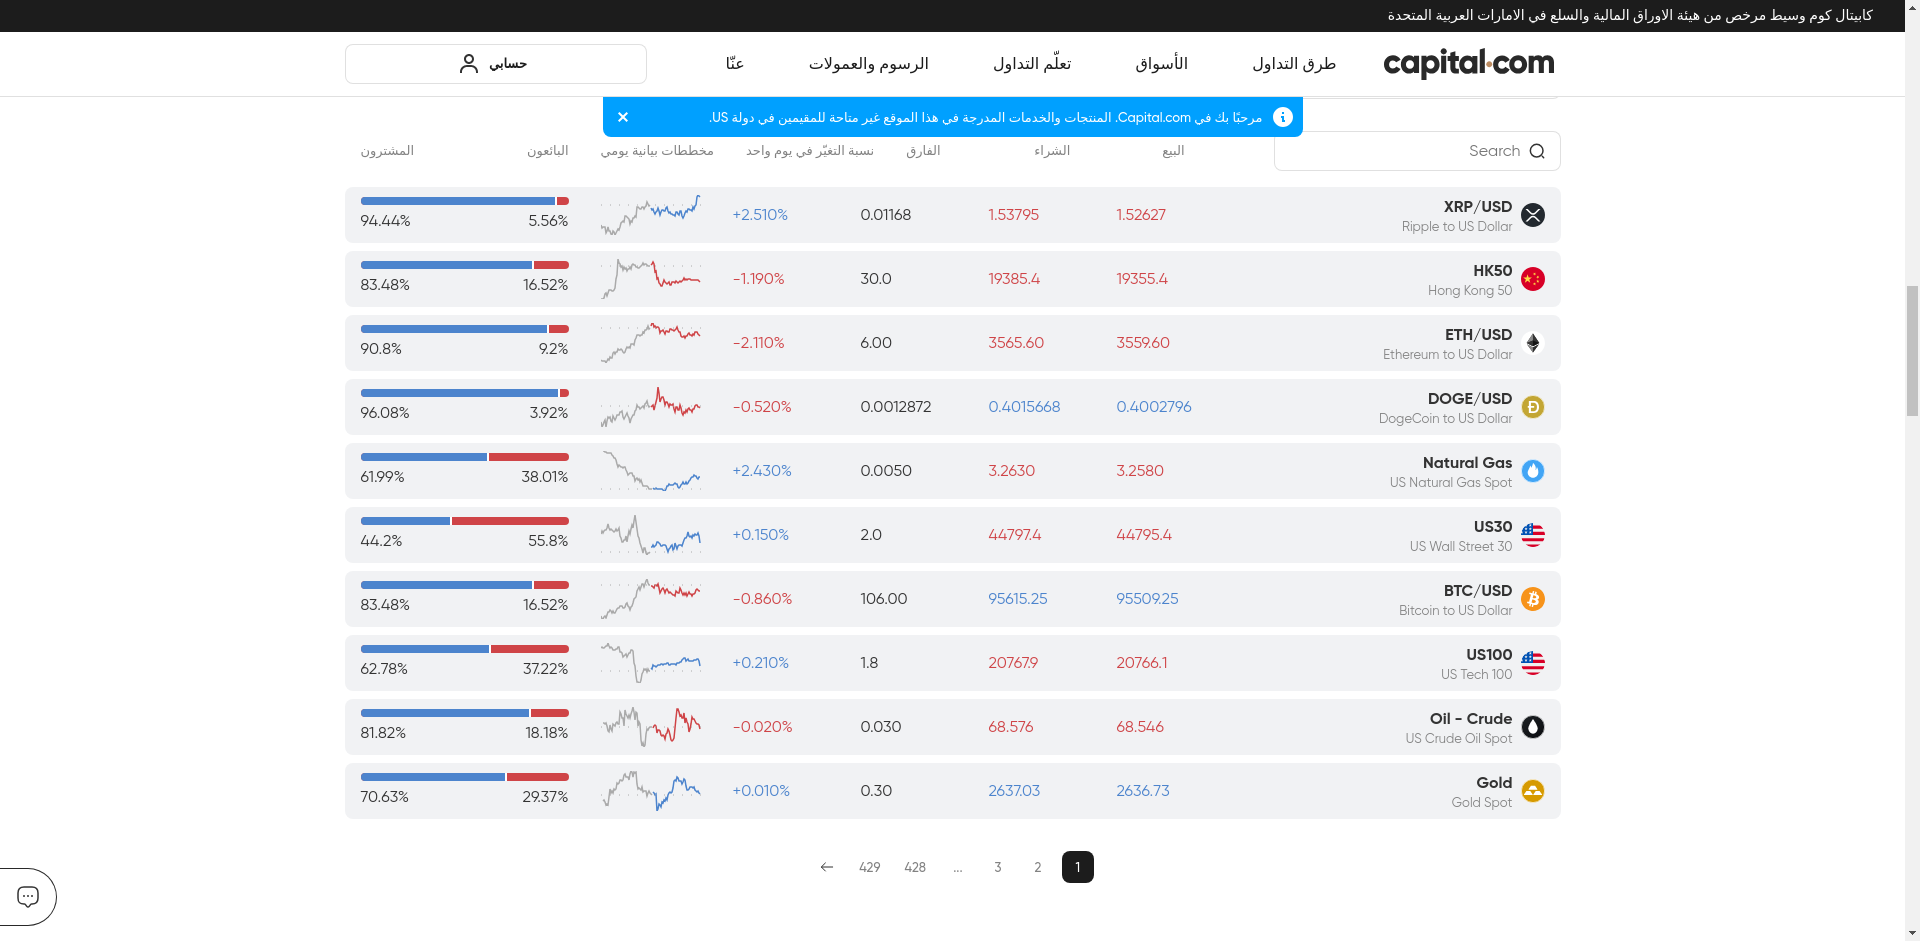 كابيتال كوم وسيط مرخص من هيئة الاوراق المالية والسلع في الامارات العربية المتحدة
capital.com
طرق التداول
الأسواق
تعلّم التداول
الرسوم والعمولات
عنّا
حسابي
مرحبًا بك في Capital.com. المنتجات والخدمات المدرجة في هذا الموقع غير متاحة للمقيمين في دولة US.
Search
البيع
الشراء
الفارق
نسبة التغيّر في يوم واحد
مخططات بيانية يومي
البائعون
المشترون
XRP/USD
Ripple to US Dollar
1.52627
1.53795
0.01168
+2.510%
5.56%
94.44%
HK50
Hong Kong 50
19355.4
19385.4
30.0
-1.190%
16.52%
83.48%
ETH/USD
Ethereum to US Dollar
3559.60
3565.60
6.00
-2.110%
9.2%
90.8%
DOGE/USD
DogeCoin to US Dollar
0.4002796
0.4015668
0.0012872
-0.520%
3.92%
96.08%
Natural Gas
US Natural Gas Spot
3.2580
3.2630
0.0050
+2.430%
38.01%
61.99%
US30
US Wall Street 30
44795.4
44797.4
2.0
+0.150%
55.8%
44.2%
BTC/USD
Bitcoin to US Dollar
95509.25
95615.25
106.00
-0.860%
16.52%
83.48%
US100
US Tech 100
20766.1
20767.9
1.8
+0.210%
37.22%
62.78%
Oil - Crude
US Crude Oil Spot
68.546
68.576
0.030
-0.020%
18.18%
81.82%
Gold
Gold Spot
2636.73
2637.03
0.30
+0.010%
29.37%
70.63%
1
2
3
...
428
429